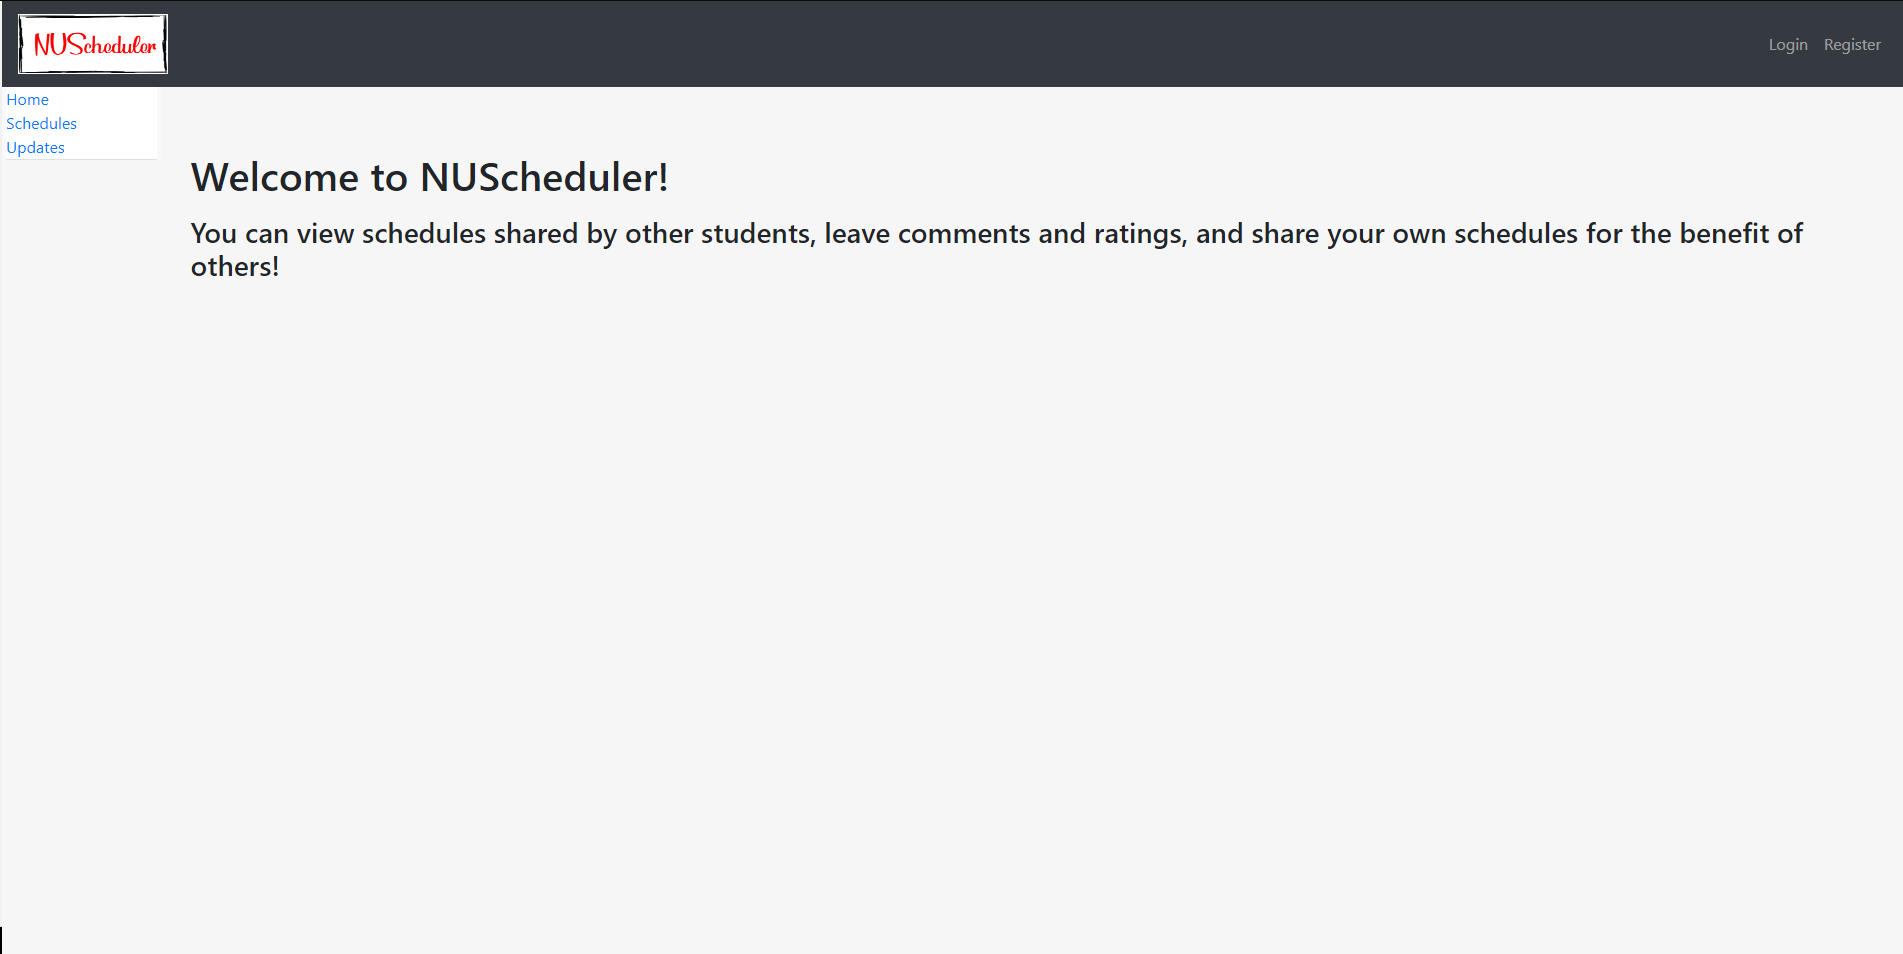 NUScheduler
Login Register
Home
Schedules
Updates
Welcome to NUScheduler!
You can view schedules shared by other students, leave comments and ratings, and share your own schedules for the benefit of
others!